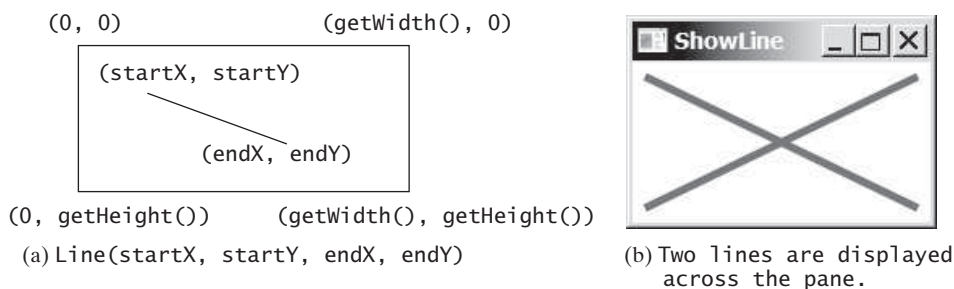 (0, 0)
(getWidth(), 0)
(startX, startY)
(endX, endY)
(0, getHeight())
(getWidth(), getHeight())
(a) Line(startX, startY, endX, endY)
ShowLine
(b) Two lines are displayed
across the pane.